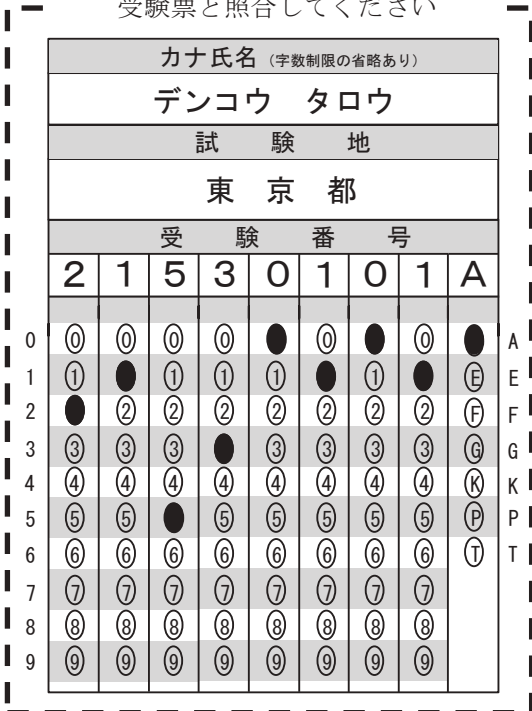 受験票と照合してください
カナ氏名（字数制限の省略あり）
デンコウ　タロウ
試　験　地
東　京　都
受　験　番　号
2 1 5 3 0 1 0 1 A
0 0 0 0 0 0 0 A
1 1 1 1 1 1 E E
2 2 2 2 2 2 2 2 F F
3 3 3 3 3 3 3 3 G G
4 4 4 4 4 4 4 4 4 K K
5 5 5 5 5 5 5 5 P P
6 6 6 6 6 6 6 6 6 T T
7 7 7 7 7 7 7 7 7
8 8 8 8 8 8 8 8 8
9 9 9 9 9 9 9 9 9